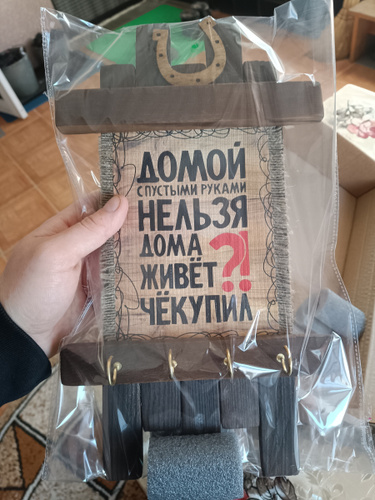 ДОМОЙ
С ПУСТЫМИ РУКАМИ
НЕЛЬЗЯ
ДОМА
ЖИВЁТ ?!
ЧЁКУПИЛ